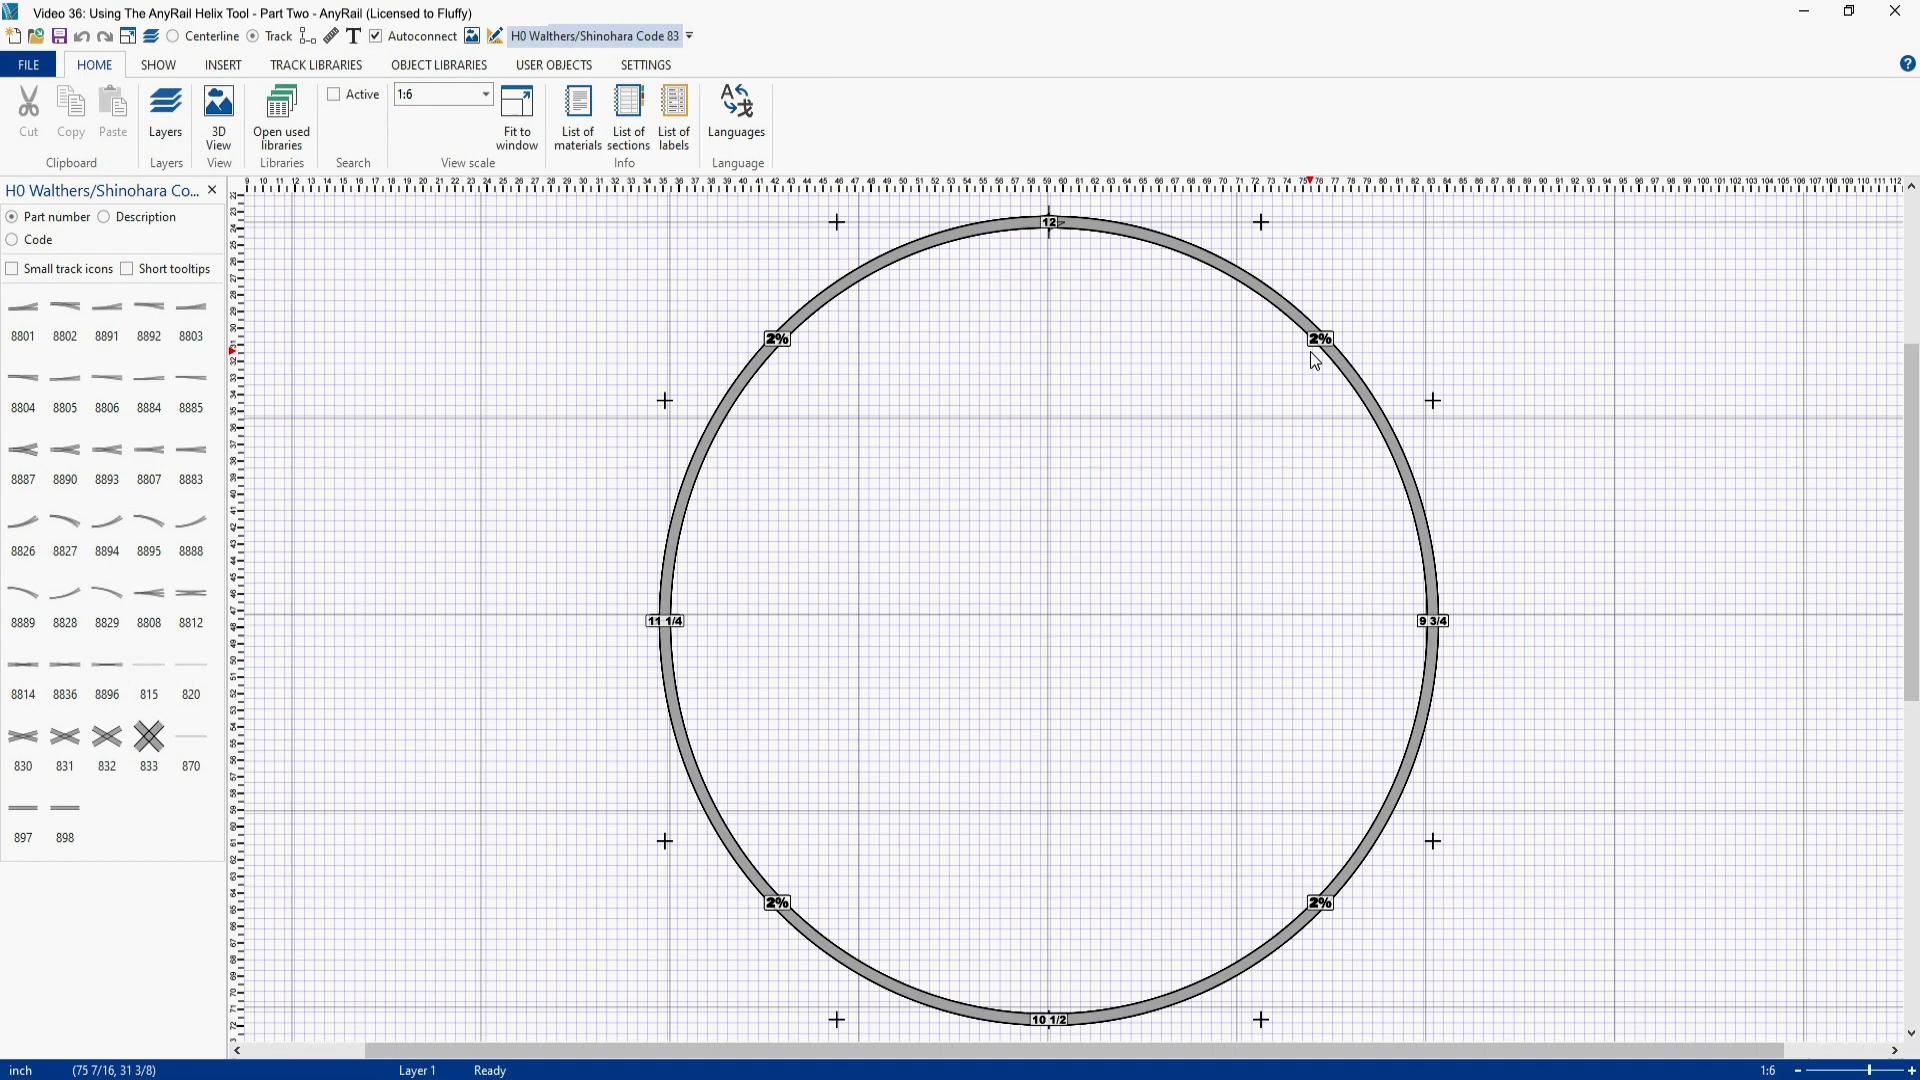 Video 36: Using The AnyRail Helix Tool - Part Two - AnyRail (Licensed to Fluffy)
Centerline Track T Autoconnect H0 Walthers/Shinohara Code 83
FILE HOME SHOW INSERT TRACK LIBRARIES OBJECT LIBRARIES USER OBJECTS SETTINGS
Cut Copy Paste Layers 3D View Open used libraries Active 1:6 Fit to window List of materials List of sections List of labels Languages
Clipboard Layers View Libraries Search View scale Info Language
H0 Walthers/Shinohara Co...
Part number Description
Code
Small track icons Short tooltips
8801 8802 8891 8892 8803
8804 8805 8806 8884 8885
8887 8890 8893 8807 8883
8826 8827 8894 8895 8888
8889 8828 8829 8808 8812
8814 8836 8896 815 820
830 831 832 833 870
897 898
12
2% 2%
11 1/4 9 3/4
2% 2%
10 1/2
inch (75 7/16, 31 3/8) Layer 1 Ready 1:6